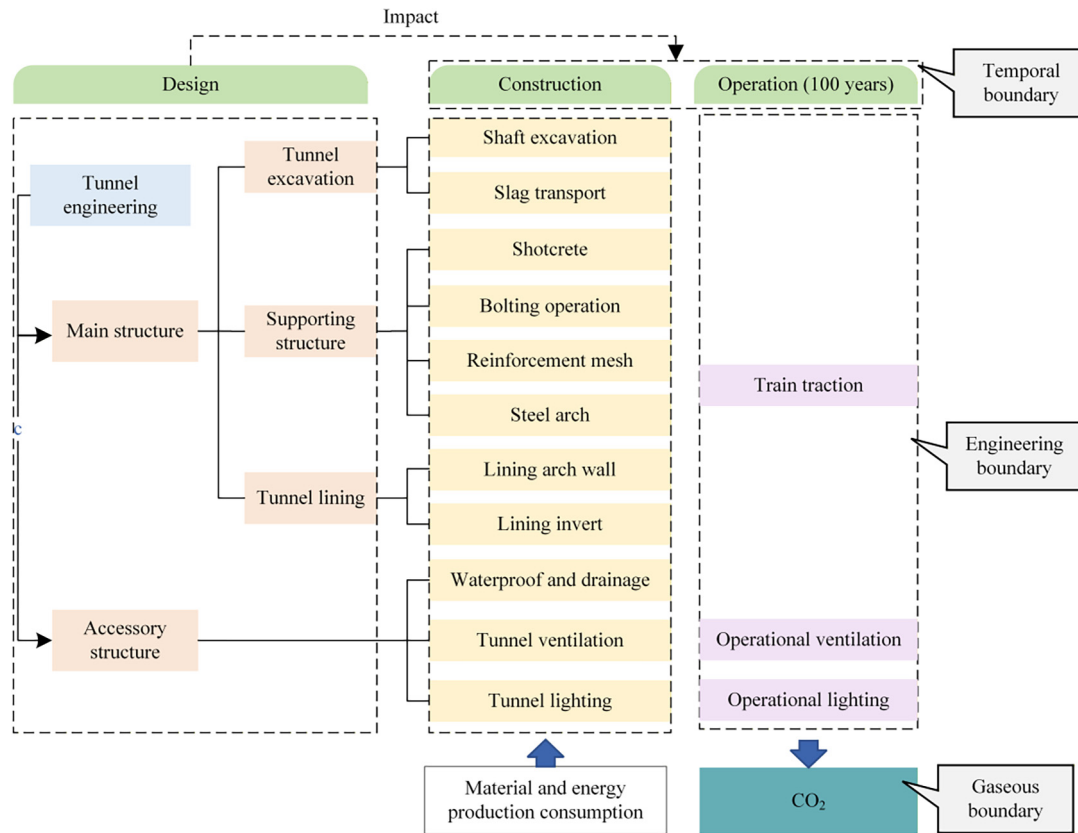 Impact
Design
Construction
Operation (100 years)
Temporal
boundary
Tunnel
engineering
Main structure
Accessory
structure
c
Tunnel
excavation
Supporting
structure
Tunnel lining
Shaft excavation
Slag transport
Shotcrete
Bolting operation
Reinforcement mesh
Steel arch
Lining arch wall
Lining invert
Waterproof and drainage
Tunnel ventilation
Tunnel lighting
Train traction
Operational ventilation
Operational lighting
Engineering
boundary
Material and energy
production consumption
CO₂
Gaseous
boundary